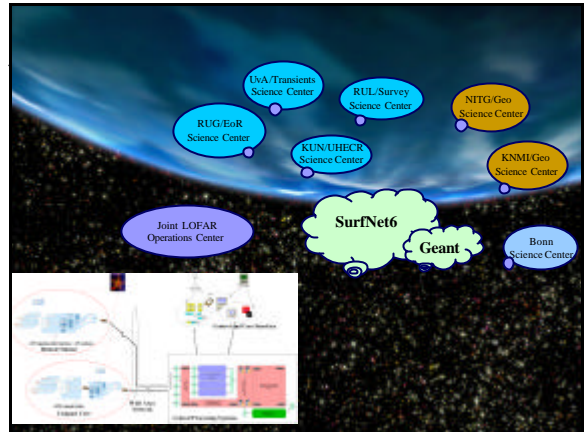 UvA/Transients
Science Center
RUL/Survey
Science Center
NITG/Geo
Science Center
RUG/EoR
Science Center
KUN/UHECR
Science Center
KNMI/Geo
Science Center
Joint LOFAR
Operations Center
SurfNet6
Geant
Bonn
Science Center